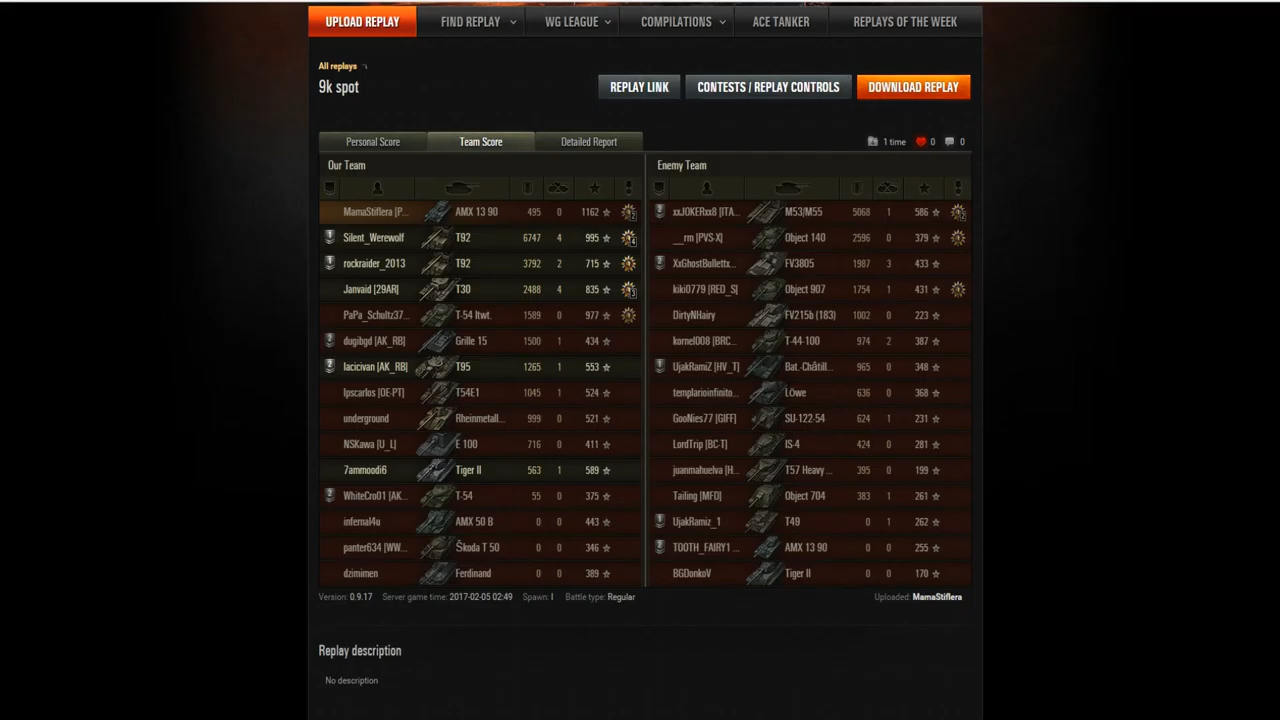 UPLOAD REPLAY FIND REPLAY WG LEAGUE COMPILATIONS ACE TANKER REPLAYS OF THE WEEK
All replays
9k spot
REPLAY LINK CONTESTS / REPLAY CONTROLS DOWNLOAD REPLAY
Personal Score Team Score Detailed Report 1 time 0 0
Our Team Enemy Team
MamaStiflera [P... AMX 13 90 495 0 1162 2 xxJOKERxx8 [ITA... M53/M55 5068 1 586 2
Silent_Werewolf T92 6747 4 995 4 __rm [PVS-X] Object 140 2596 0 379
rockraider_2013 T92 3792 2 715 XxGhostBullettx... FV3805 1987 3 433
Janvaid [29AR] T30 2488 4 835 3 kiki0779 [RED_S] Object 907 1754 1 431
PaPa_Schultz37... T-54 ltwt. 1589 0 977 DirtyNHairy FV215b (183) 1002 0 223
dugibgd [AK_RB] Grille 15 1500 1 434 kornel008 [BRC... T-44-100 974 2 387
lacicivan [AK_RB] T95 1265 1 553 UjakRamiZ [HV_T] Bat.-Châtill... 965 0 348
lpscarlos [OE-PT] T54E1 1045 1 524 templarioinfinito... Löwe 636 0 368
underground Rheinmetall... 999 0 521 GooNies77 [GIFF] SU-122-54 624 1 231
NSKawa [U_L] E 100 716 0 411 LordTrip [BC-T] IS-4 424 0 281
7ammoodi6 Tiger II 563 1 589 juanmahuelva [H... T57 Heavy ... 395 0 199
WhiteCro01 [AK... T-54 55 0 375 Tailing [MFD] Object 704 383 1 261
infernal4u AMX 50 B 0 0 443 UjakRamiz_1 T49 0 1 262
panter634 [WW... Škoda T 50 0 0 346 TOOTH_FAIRY1 ... AMX 13 90 0 0 255
dzimimen Ferdinand 0 0 389 BGDonkoV Tiger II 0 0 170
Version: 0.9.17 Server game time: 2017-02-05 02:49 Spawn: I Battle type: Regular Uploaded: MamaStiflera
Replay description
No description